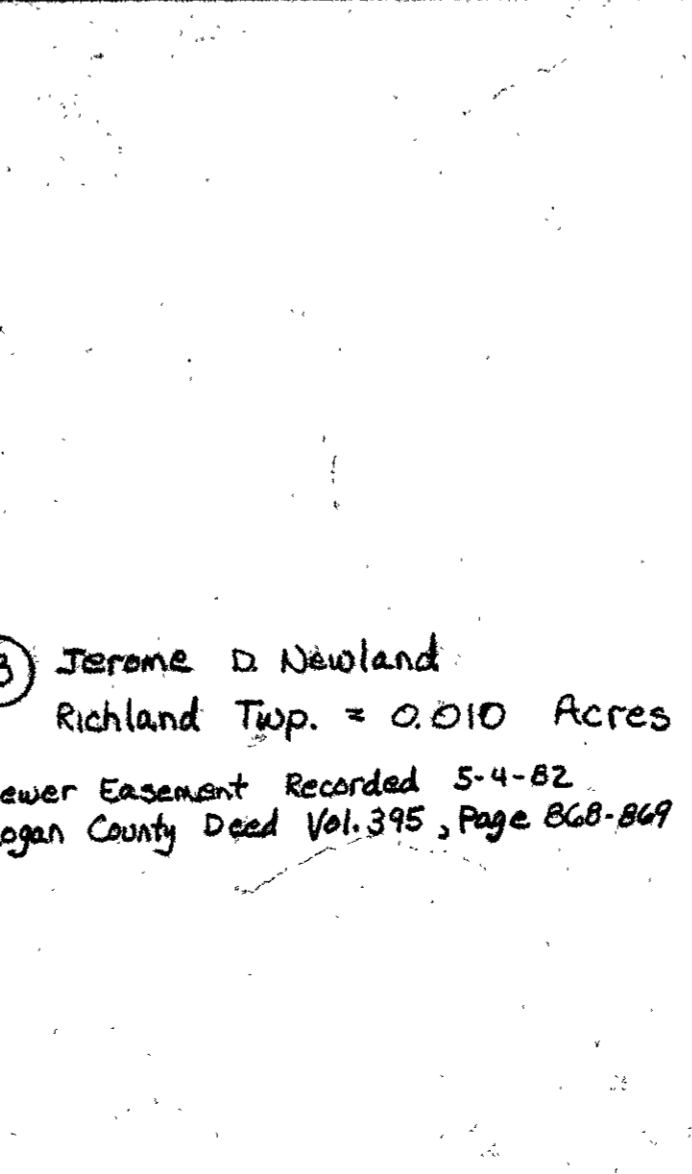 3 Jerome D. Newland
Richland Twp. = 0.010 Acres
ewer Easement Recorded 5-4-82
ogan County Deed Vol. 395, Page 868-869